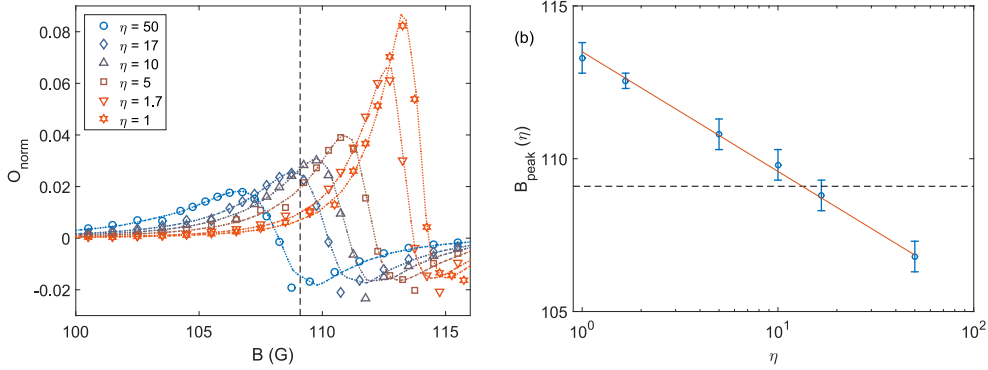 η = 50
η = 17
η = 10
η = 5
η = 1.7
η = 1
0.08
0.06
0.04
0.02
0
-0.02
O_norm
100
105
110
115
B (G)
(b)
115
110
105
B_peak (η)
10^0
10^1
10^2
η